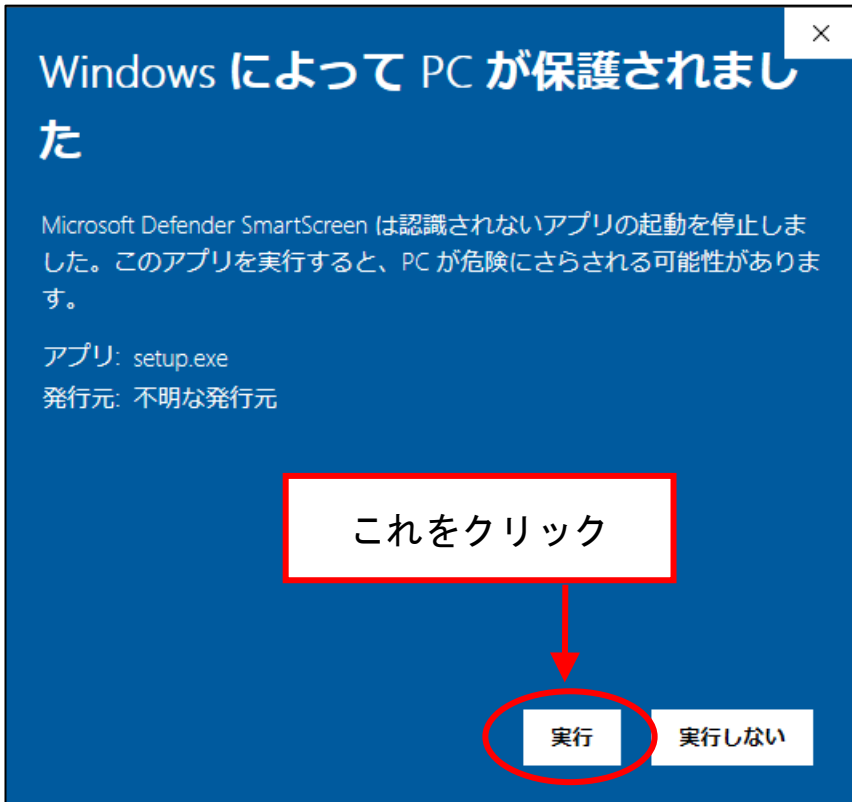 Windows によって PC が保護されまし
た
Microsoft Defender SmartScreen は認識されないアプリの起動を停止しま
した。このアプリを実行すると、PC が危険にさらされる可能性がありま
す。
アプリ: setup.exe
発行元: 不明な発行元
これをクリック
実行 実行しない